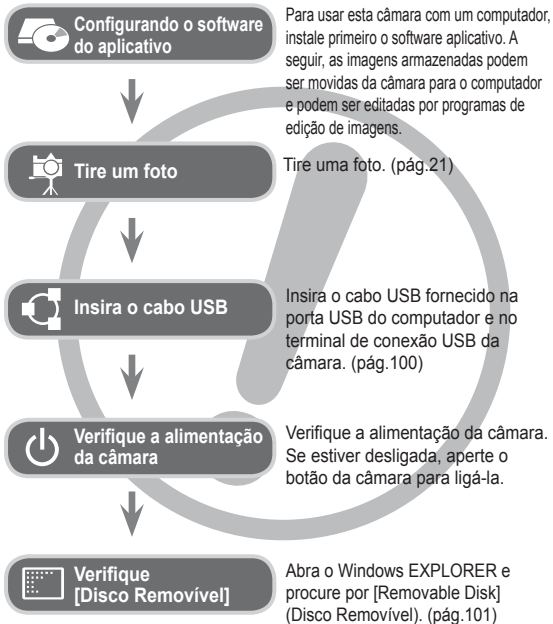 Configurando o software
do aplicativo
Para usar esta câmara com um computador,
instale primeiro o software aplicativo. A
seguir, as imagens armazenadas podem
ser movidas da câmara para o computador
e podem ser editadas por programas de
edição de imagens.
Tire um foto
Tire uma foto. (pág.21)
Insira o cabo USB
Insira o cabo USB fornecido na
porta USB do computador e no
terminal de conexão USB da
câmara. (pág.100)
Verifique a alimentação
da câmara
Verifique a alimentação da câmara.
Se estiver desligada, aperte o
botão da câmara para ligá-la.
Verifique
[Disco Removível]
Abra o Windows EXPLORER e
procure por [Removable Disk]
(Disco Removível). (pág.101)